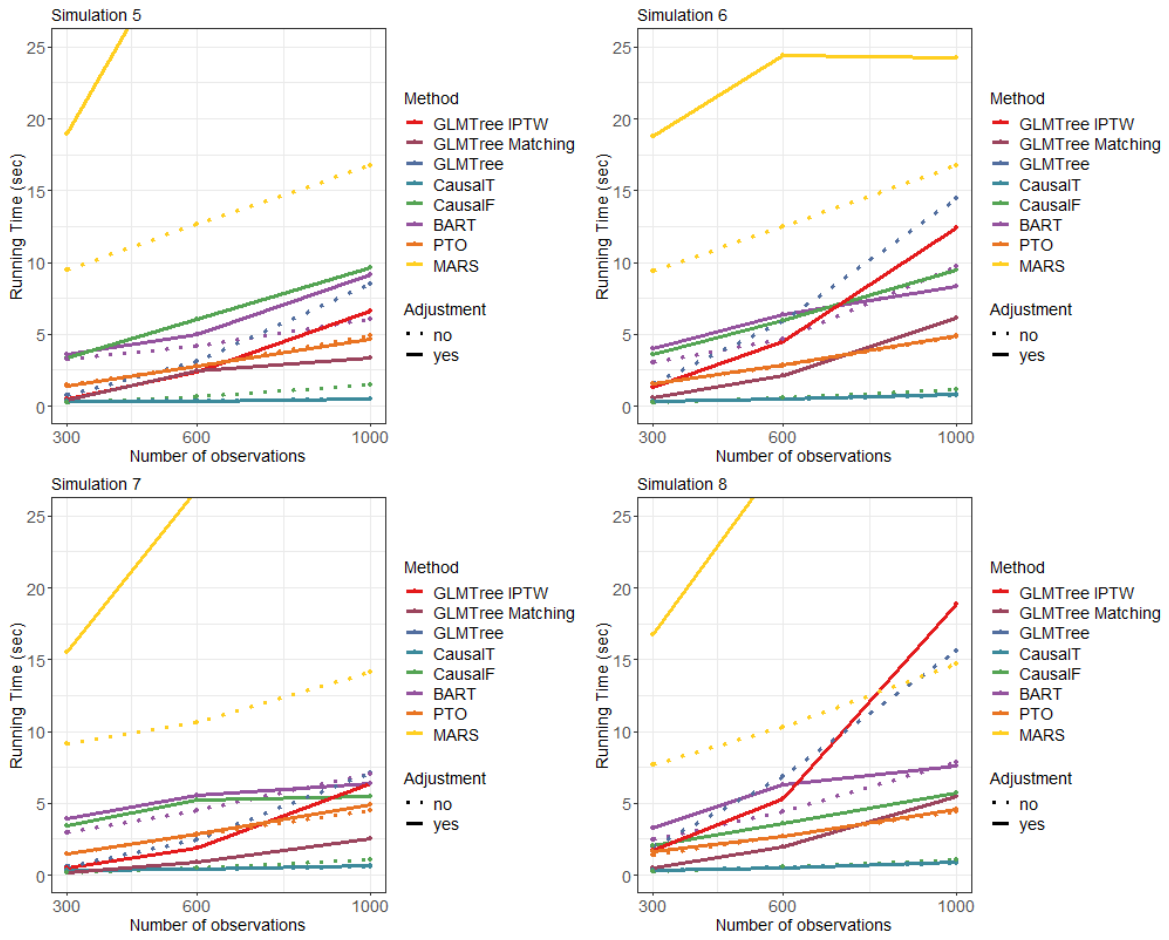 Simulation 5
Running Time (sec)
25
20
15
10
5
0
300
600
1000
Number of observations
Method
GLMTree IPTW
GLMTree Matching
GLMTree
CausalT
CausalF
BART
PTO
MARS
Adjustment
no
yes
Simulation 6
Running Time (sec)
25
20
15
10
5
0
300
600
1000
Number of observations
Method
GLMTree IPTW
GLMTree Matching
GLMTree
CausalT
CausalF
BART
PTO
MARS
Adjustment
no
yes
Simulation 7
Running Time (sec)
25
20
15
10
5
0
300
600
1000
Number of observations
Method
GLMTree IPTW
GLMTree Matching
GLMTree
CausalT
CausalF
BART
PTO
MARS
Adjustment
no
yes
Simulation 8
Running Time (sec)
25
20
15
10
5
0
300
600
1000
Number of observations
Method
GLMTree IPTW
GLMTree Matching
GLMTree
CausalT
CausalF
BART
PTO
MARS
Adjustment
no
yes